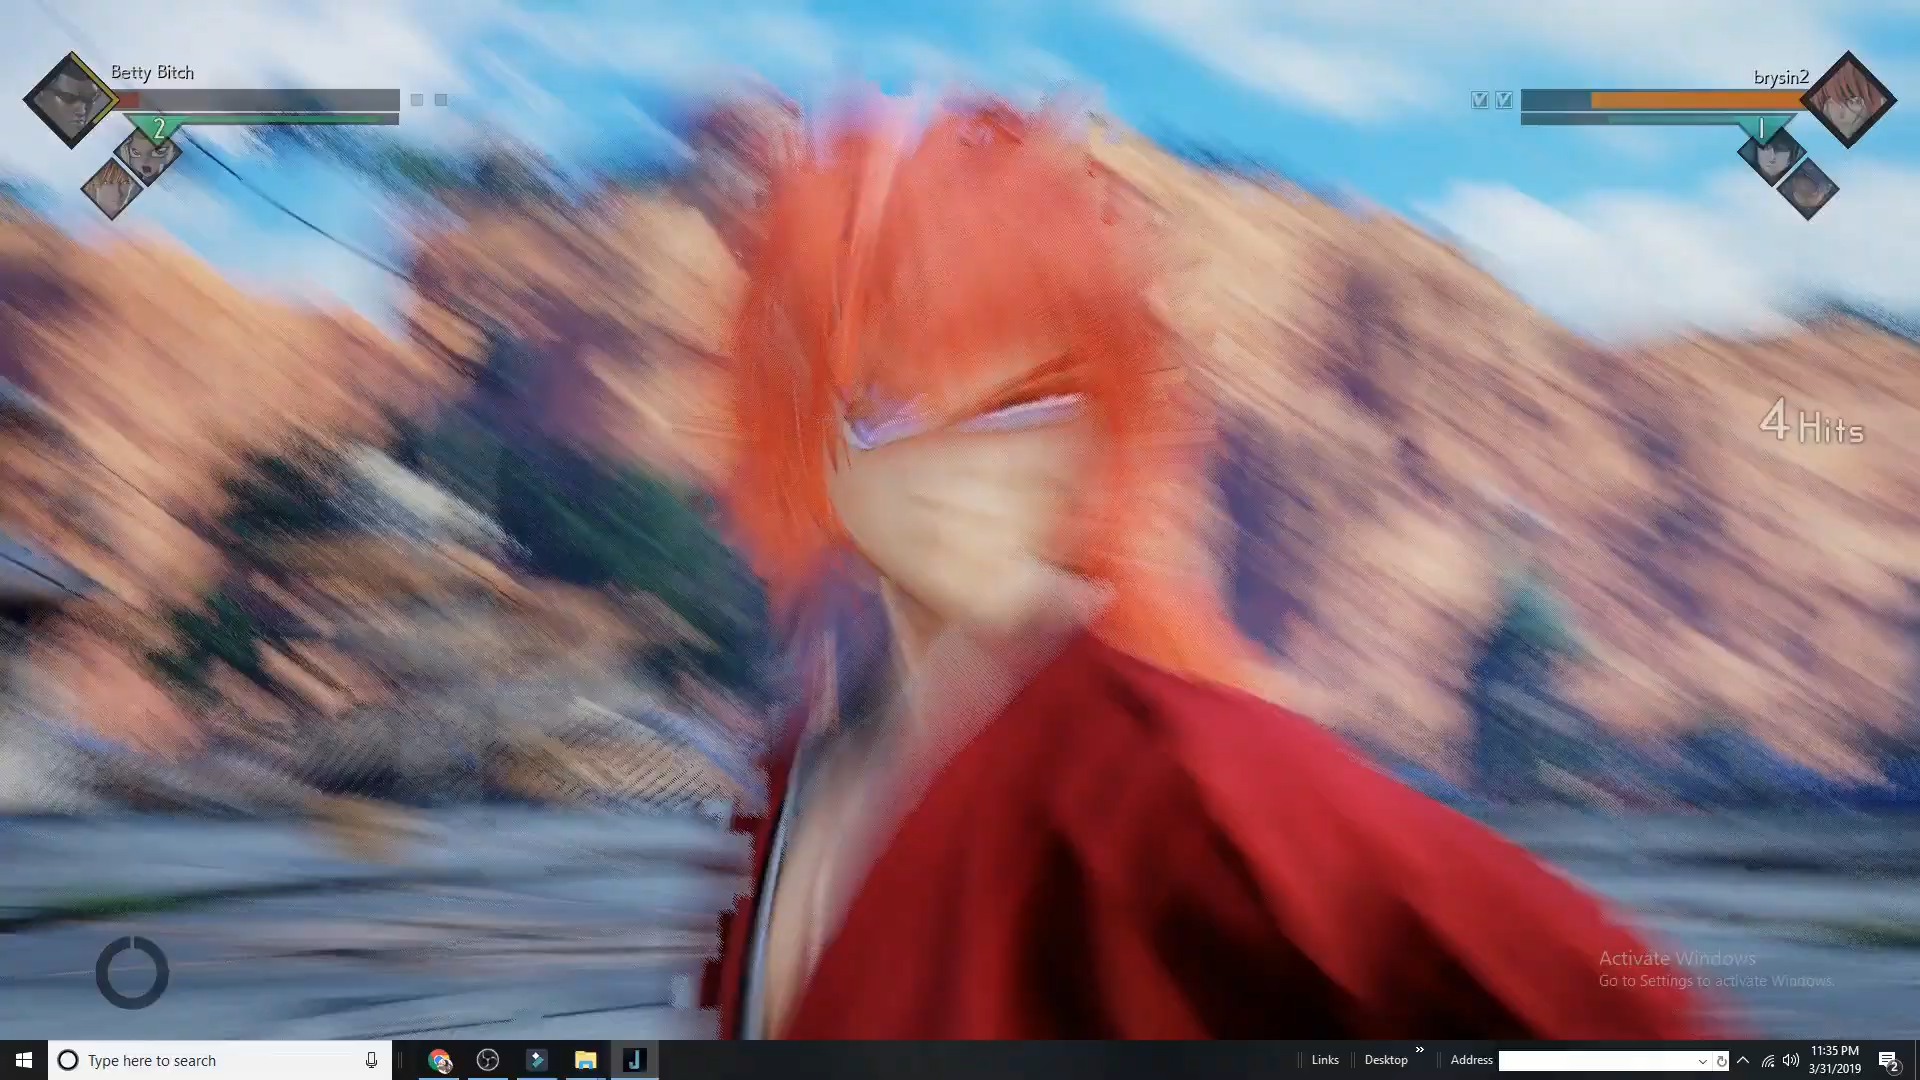 Betty Bitch
2
brysin2
1
4 Hits
Activate Windows
Go to Settings to activate Windows.
Type here to search
Links
Desktop
»
Address
11:35 PM
3/31/2019
2